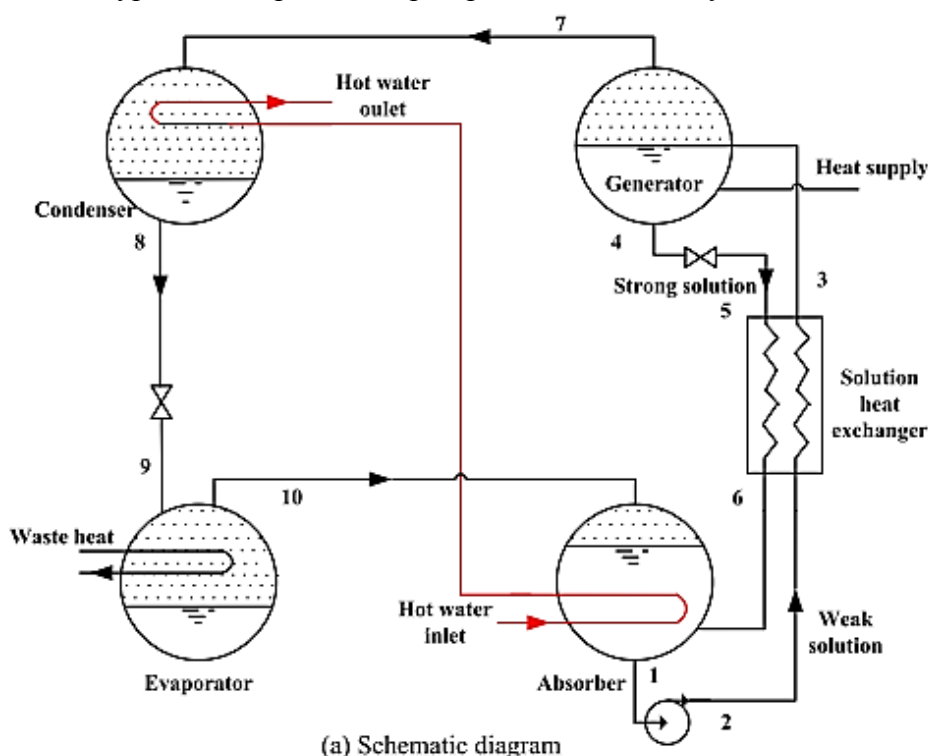 7
Hot water
oulet
Generator
Heat supply
Condenser
8
4
Strong solution
3
5
Solution
heat
exchanger
9
10
6
Waste heat
Hot water
inlet
Weak
solution
Evaporator
Absorber
1
2
(a) Schematic diagram